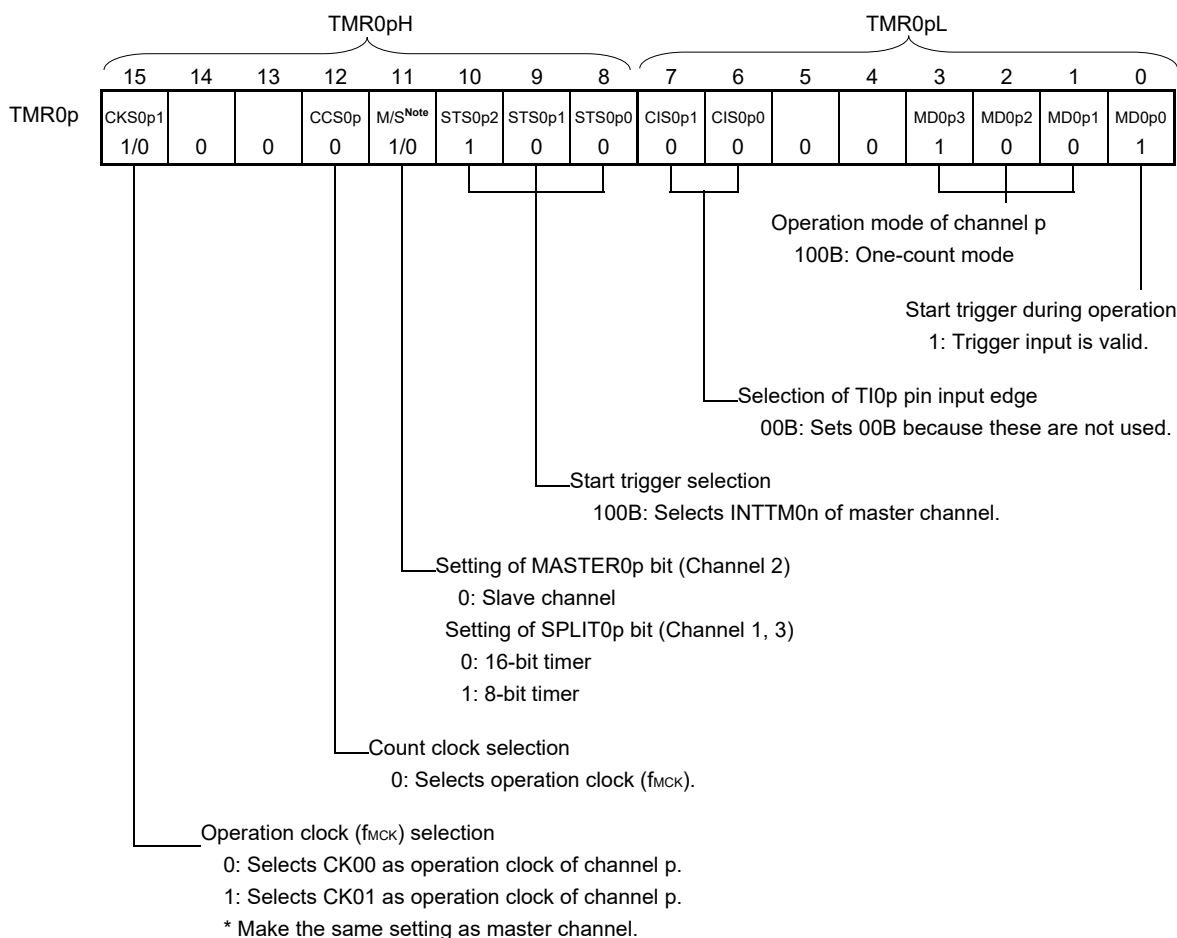 TMR0pH TMR0pL
15 14 13 12 11 10 9 8 7 6 5 4 3 2 1 0
TMR0p CKS0p1 CCS0p M/SNote STS0p2 STS0p1 STS0p0 CIS0p1 CIS0p0 MD0p3 MD0p2 MD0p1 MD0p0
1/0 0 0 0 1/0 1 0 0 0 0 0 0 1 0 0 1
Operation mode of channel p
100B: One-count mode
Start trigger during operation
1: Trigger input is valid.
Selection of TI0p pin input edge
00B: Sets 00B because these are not used.
Start trigger selection
100B: Selects INTTM0n of master channel.
Setting of MASTER0p bit (Channel 2)
0: Slave channel
Setting of SPLIT0p bit (Channel 1, 3)
0: 16-bit timer
1: 8-bit timer
Count clock selection
0: Selects operation clock (fMCK).
Operation clock (fMCK) selection
0: Selects CK00 as operation clock of channel p.
1: Selects CK01 as operation clock of channel p.
* Make the same setting as master channel.